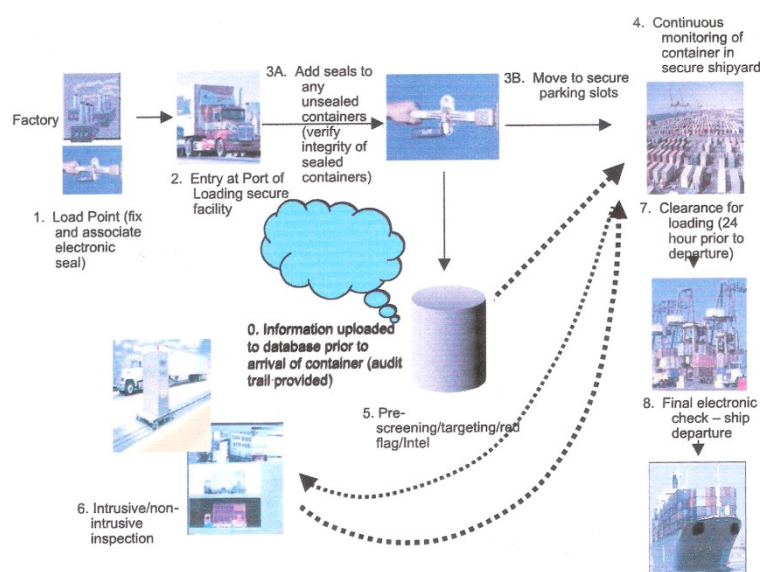 Factory
1. Load Point (fix
and associate
electronic
seal)
2. Entry at Port of
Loading secure
facility
3A. Add seals to
any
unsealed
containers
(verify
integrity of
sealed
containers)
3B. Move to secure
parking slots
4. Continuous
monitoring of
container in
secure shipyard
0. Information uploaded
to database prior to
arrival of container (audit
trail provided)
5. Pre-
screening/targeting/red
flag/Intel
6. Intrusive/non-
intrusive
inspection
7. Clearance for
loading (24
hour prior to
departure)
8. Final electronic
check – ship
departure